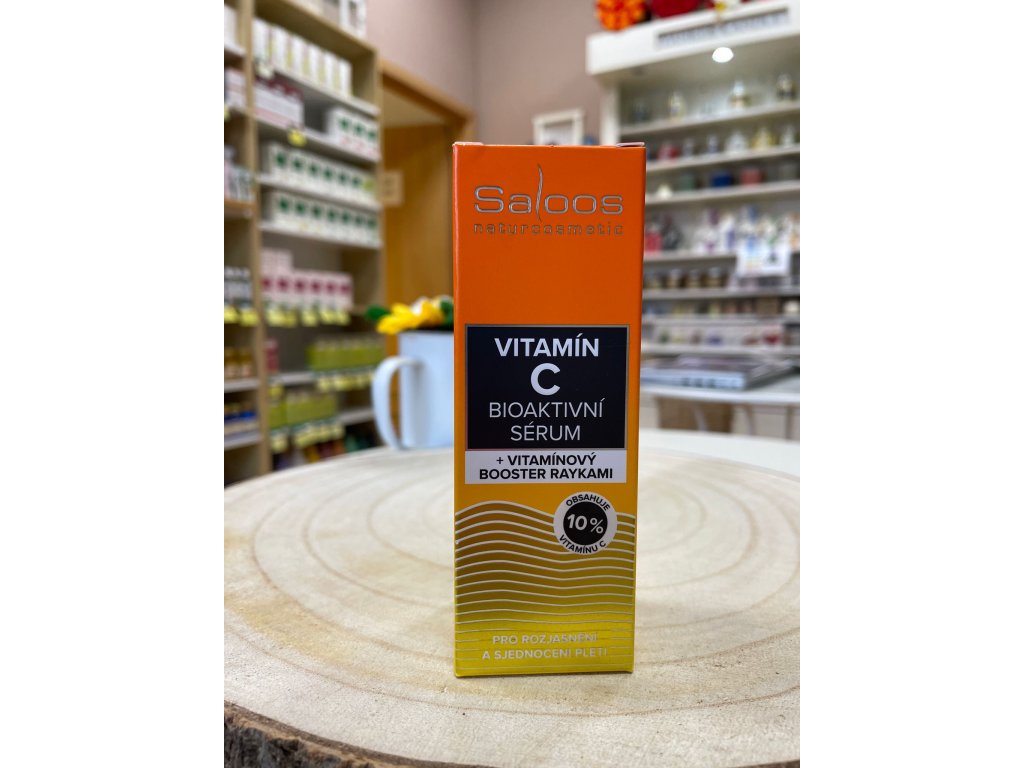 Saloos
naturcosmetic
VITAMÍN
C
BIOAKTIVNÍ
SÉRUM
+ VITAMÍNOVÝ
BOOSTER RAYKAMI
OBSAHUJE
10%
VITAMÍNU C
PRO ROZJASNĚNÍ
A SJEDNOCENÍ PLETI